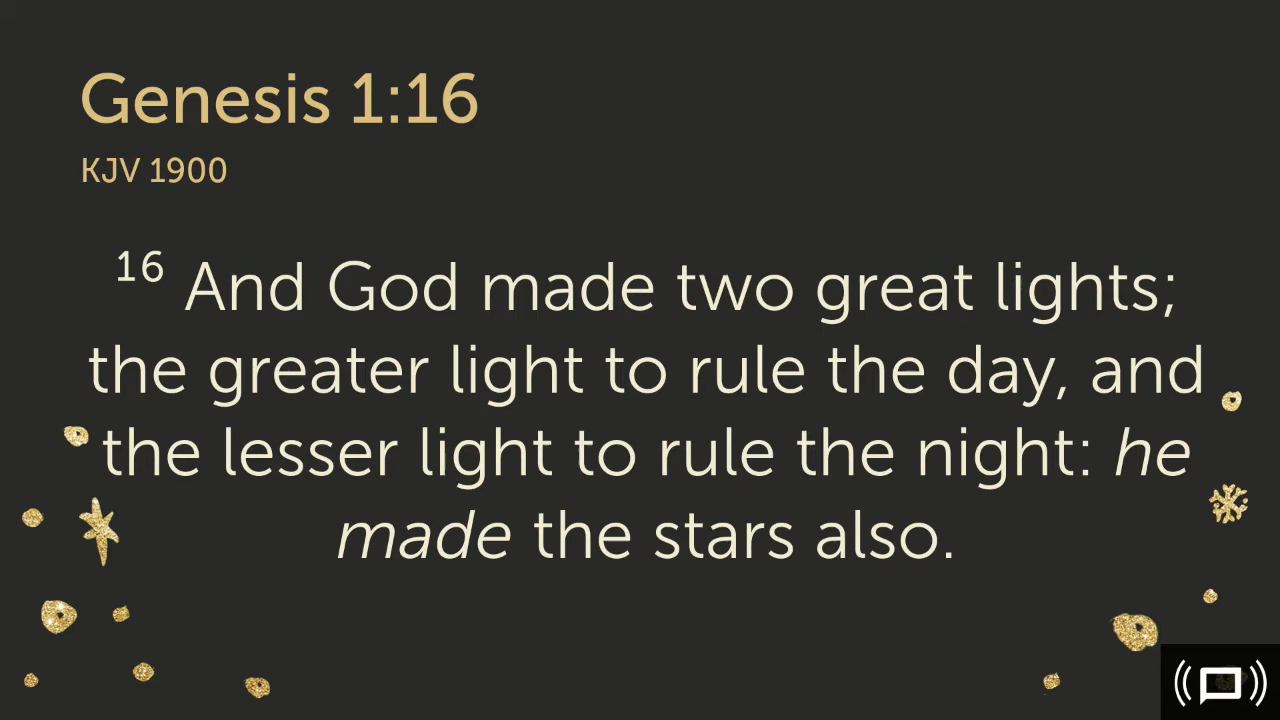 Genesis 1:16
KJV 1900
16 And God made two great lights;
the greater light to rule the day, and
the lesser light to rule the night: he
made the stars also.